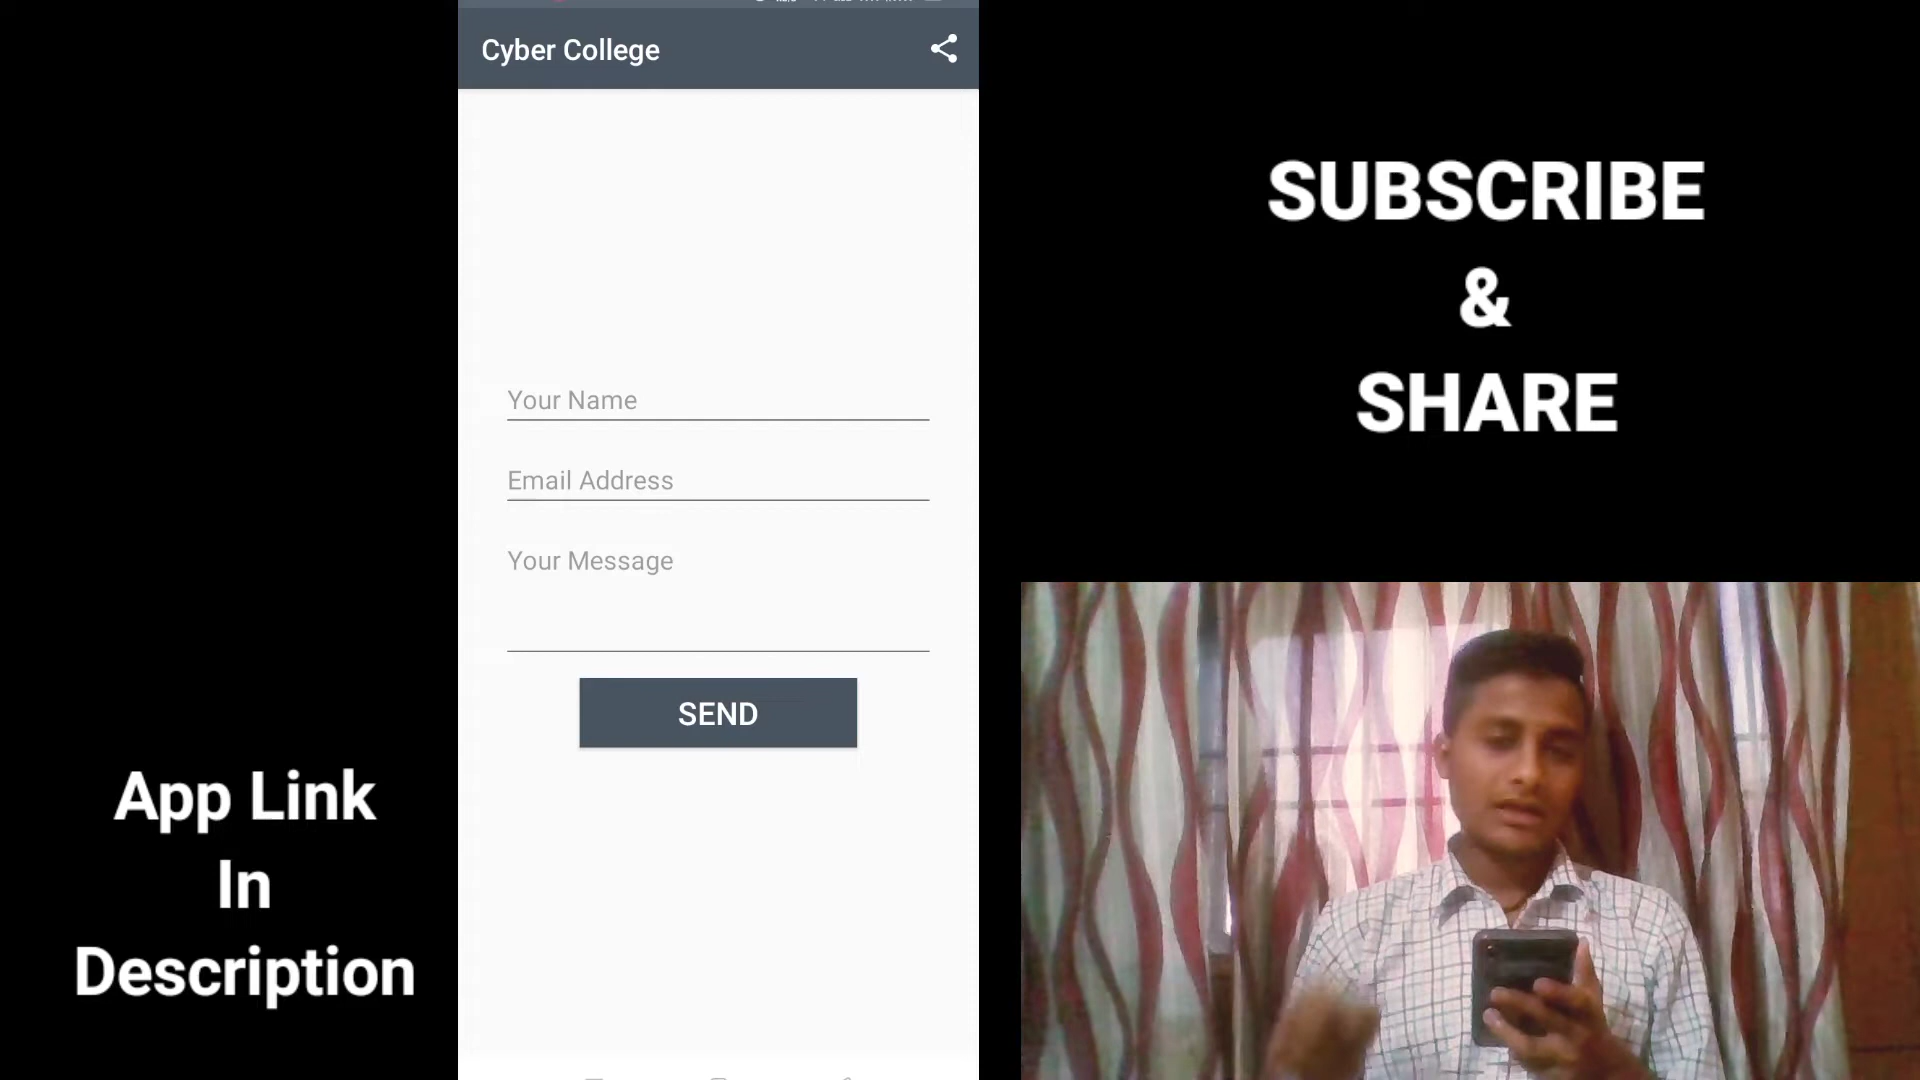 Cyber College
Your Name
Email Address
Your Message
SEND
App Link
In
Description
SUBSCRIBE
&
SHARE